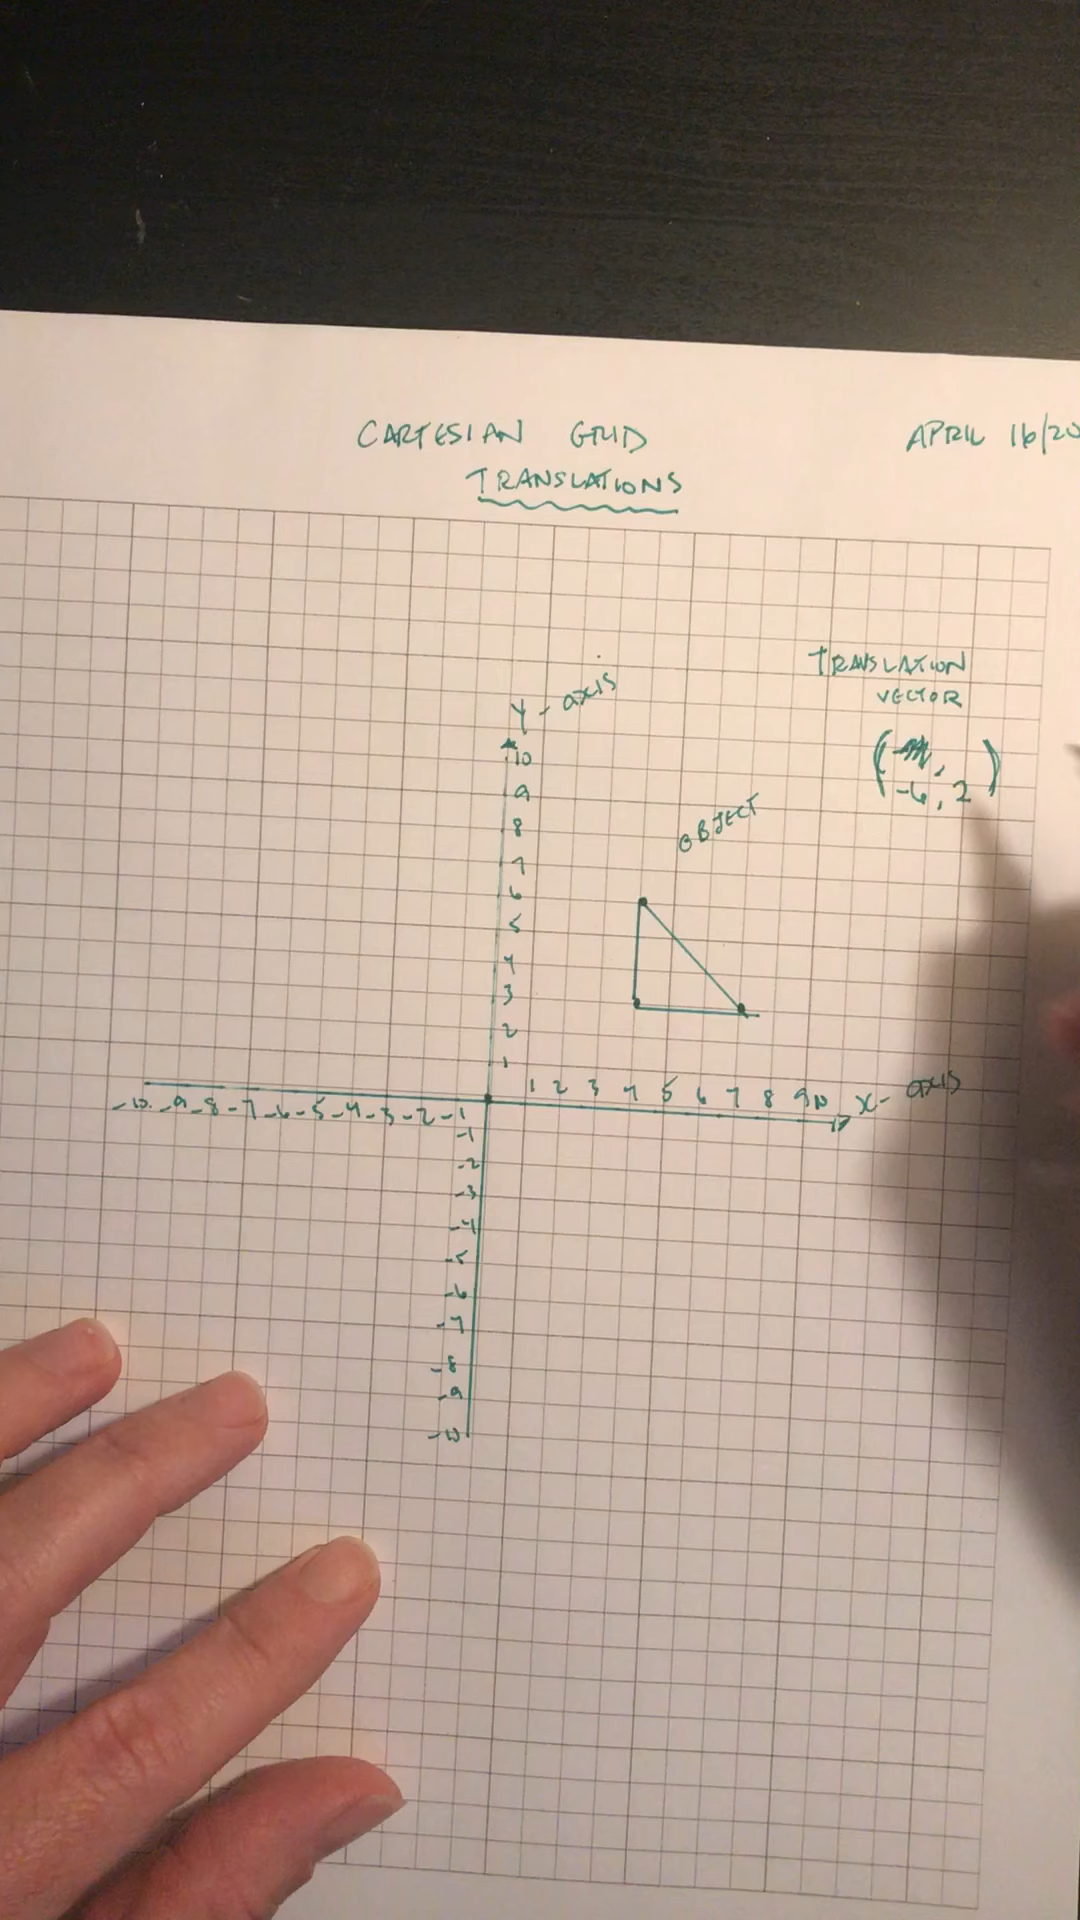 CARTESIAN GRID
APRIL 16/20
TRANSLATIONS
TRANSLATION
VECTOR
(
,
)
-6, 2
Y - axis
OBJECT
10
9
8
7
6
5
4
3
2
1
1 2 3 4 5 6 7 8 9 10 x- axis
-10 -9 -8 -7 -6 -5 -4 -3 -2 -1
-1
-2
-3
-4
-5
-6
-7
-8
-9
-10